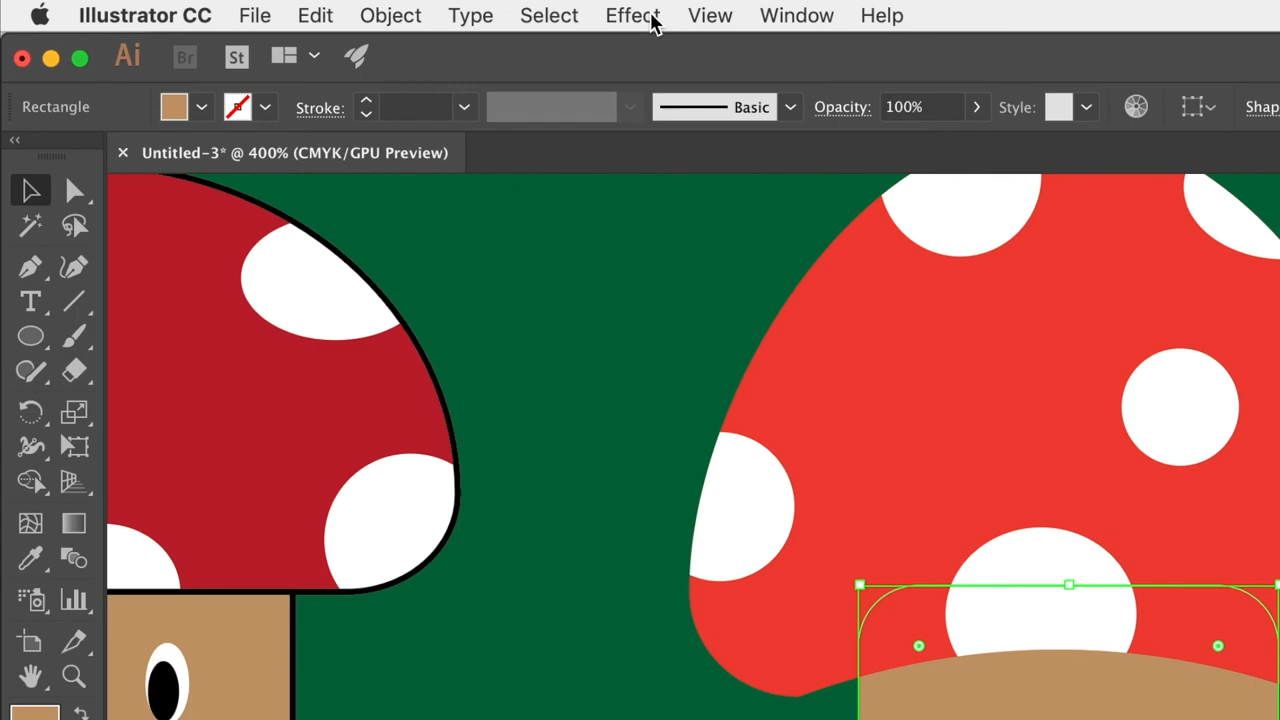 Illustrator CC File Edit Object Type Select Effect View Window Help
Ai Br St
Rectangle Stroke: Basic Opacity: 100% Style: Shap
Untitled-3* @ 400% (CMYK/GPU Preview)